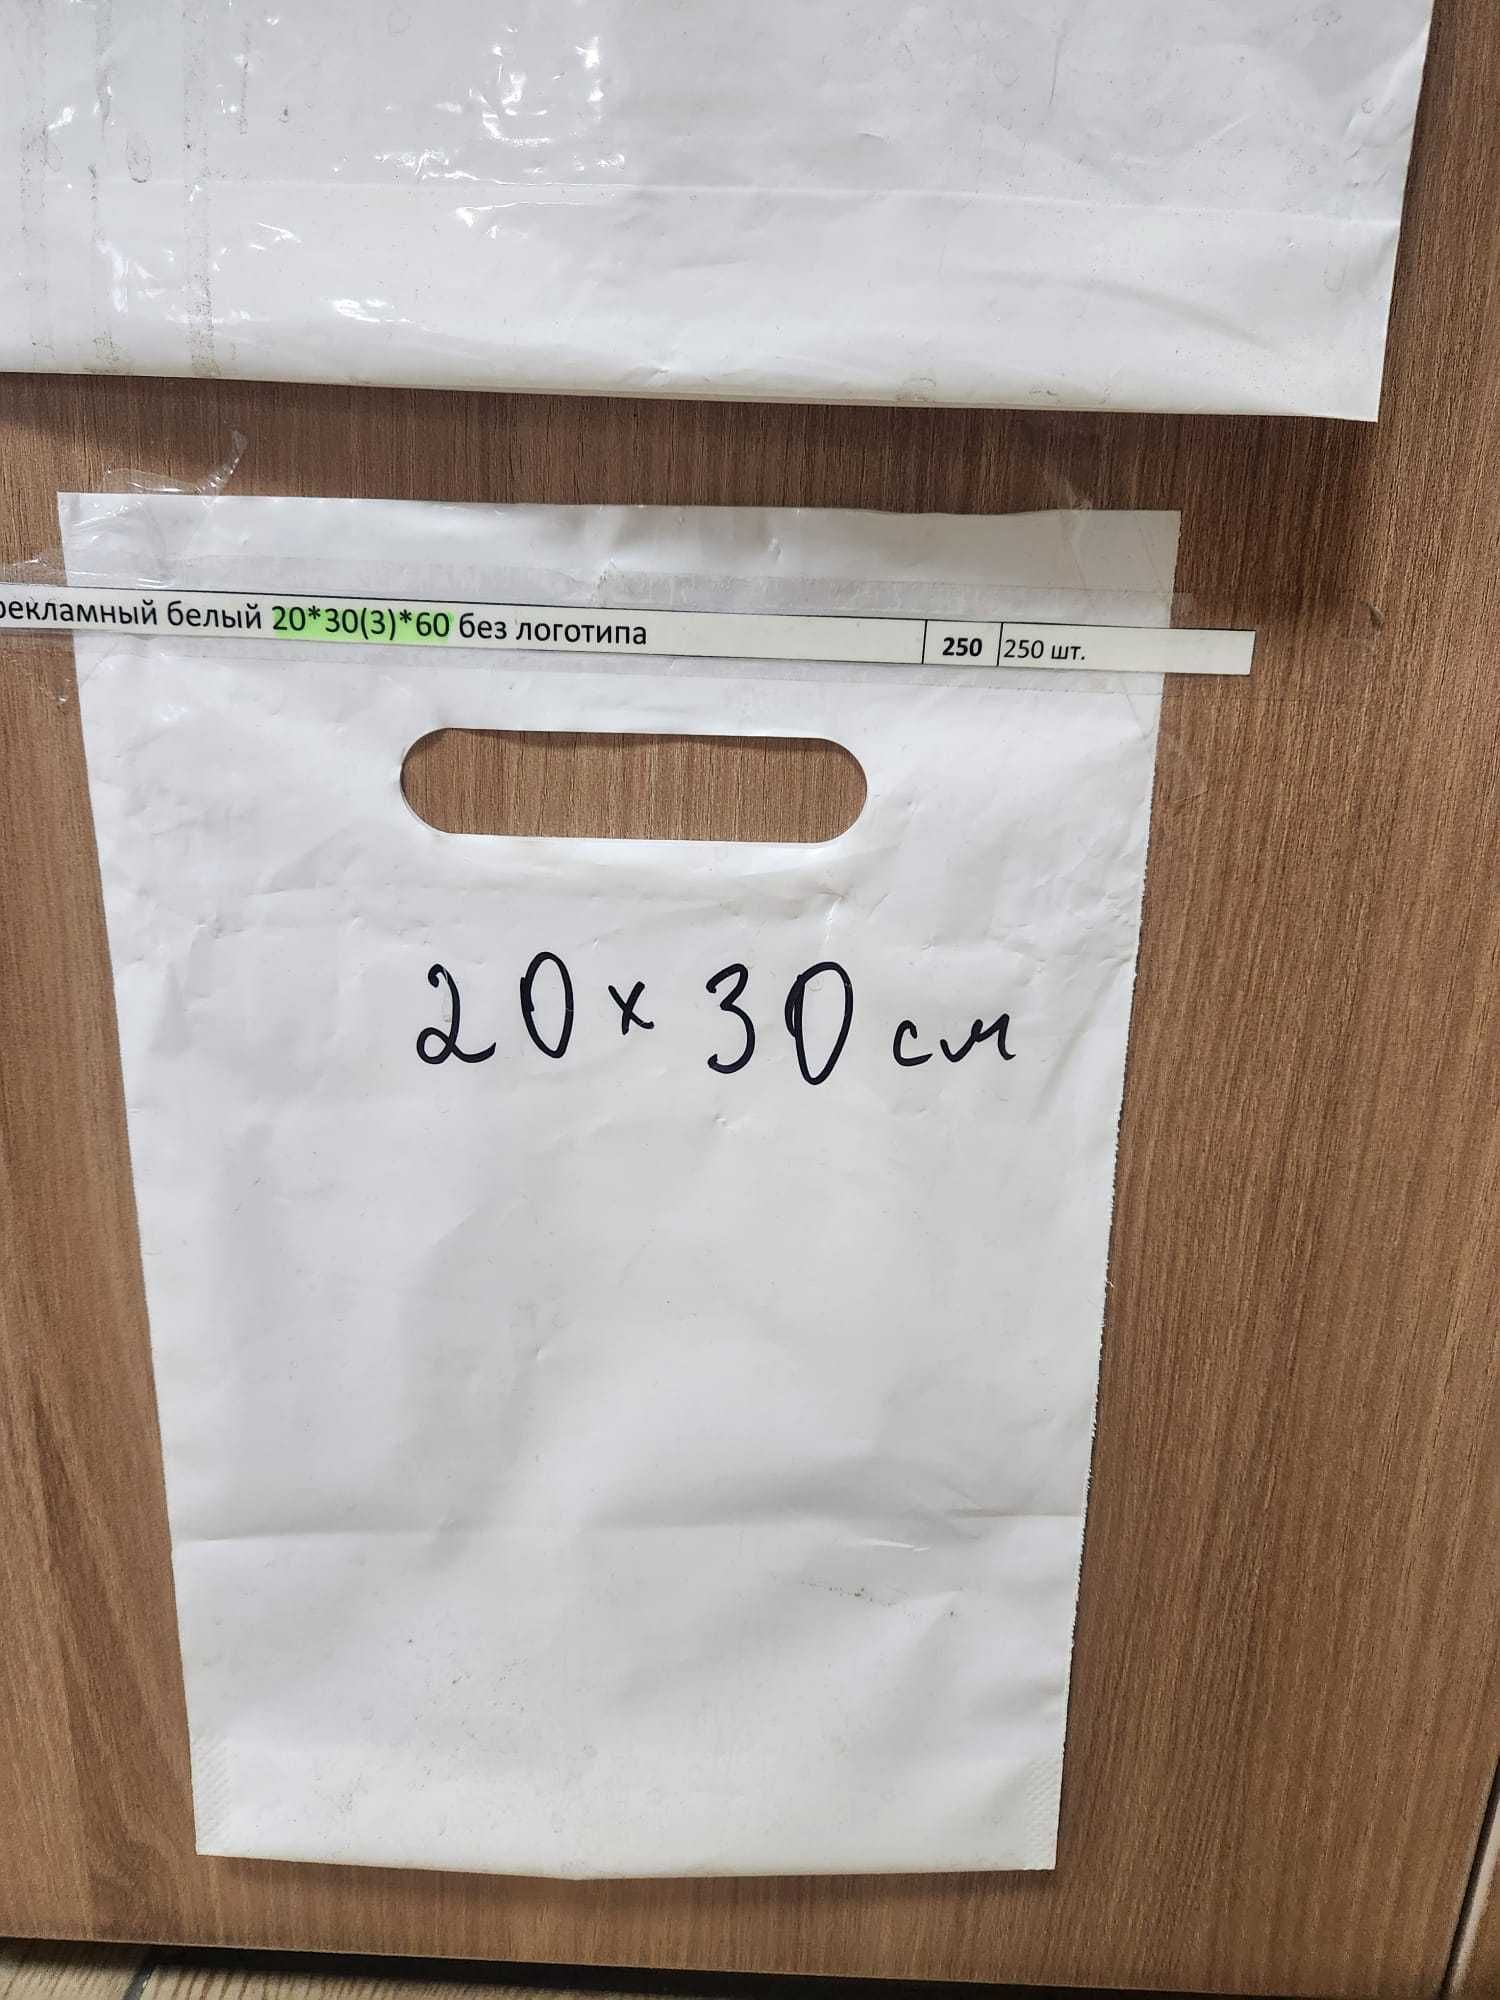 рекламный белый 20*30(3)*60 без логотипа 250 250 шт.
20 х 30 см